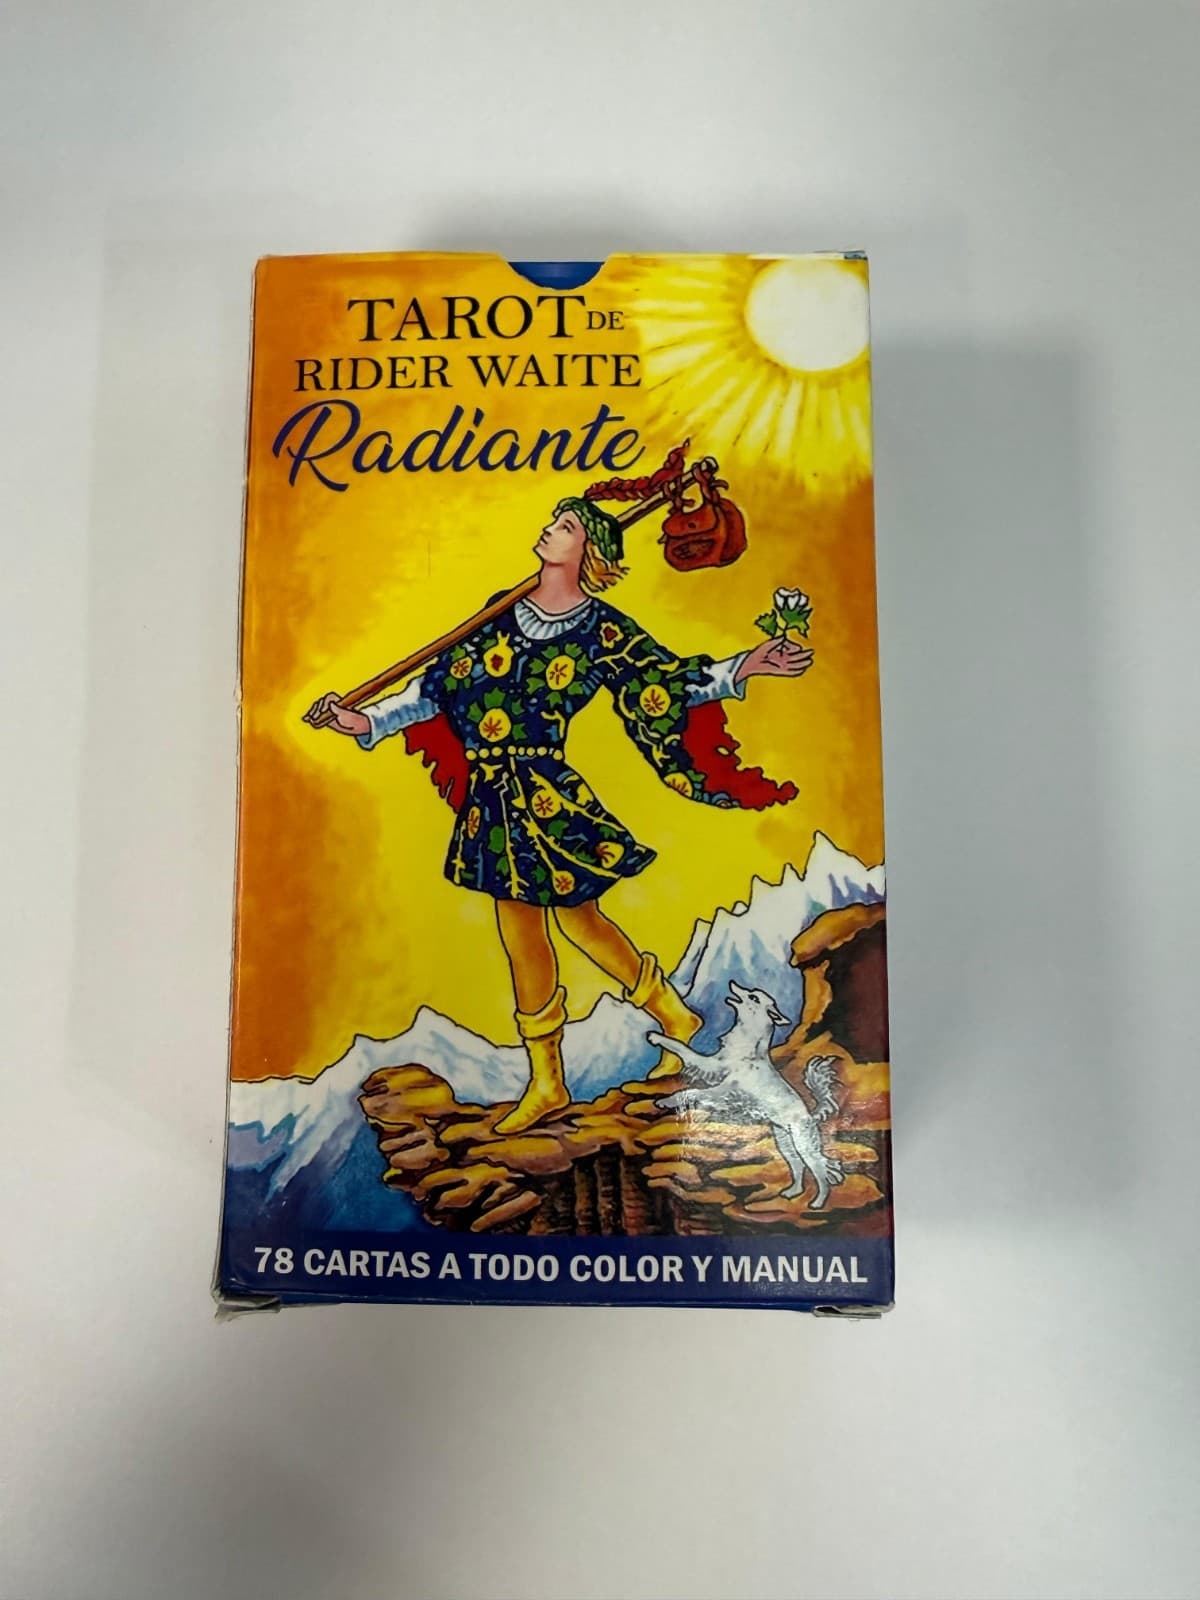 TAROT DE
RIDER WAITE
Radiante
78 CARTAS A TODO COLOR Y MANUAL